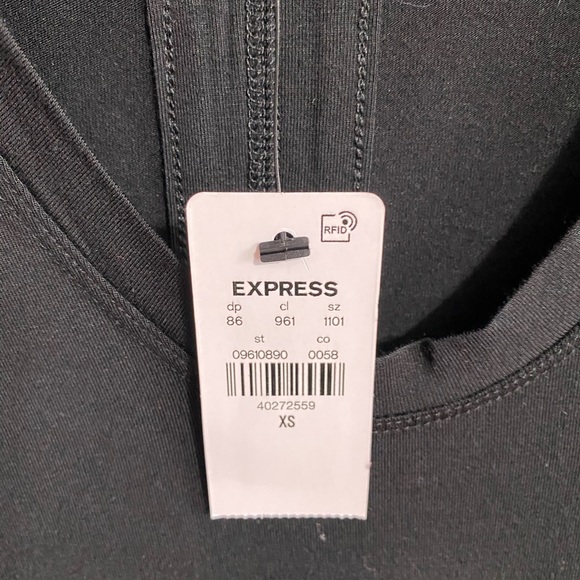 RFID
EXPRESS
dp cl sz
86 961 1101
st co
09610890 0058
40272559
XS